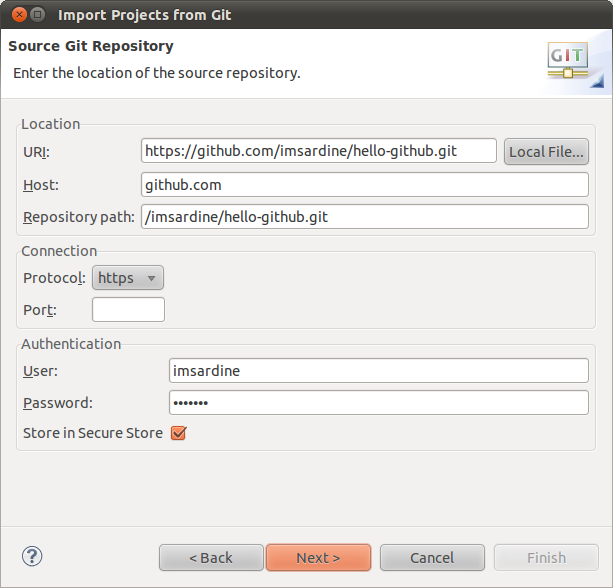 Import Projects from Git
Source Git Repository
Enter the location of the source repository.
GIT
Location
URI: https://github.com/imsardine/hello-github.git Local File...
Host: github.com
Repository path: /imsardine/hello-github.git
Connection
Protocol: https
Port:
Authentication
User: imsardine
Password: •••••••
Store in Secure Store
? < Back Next > Cancel Finish